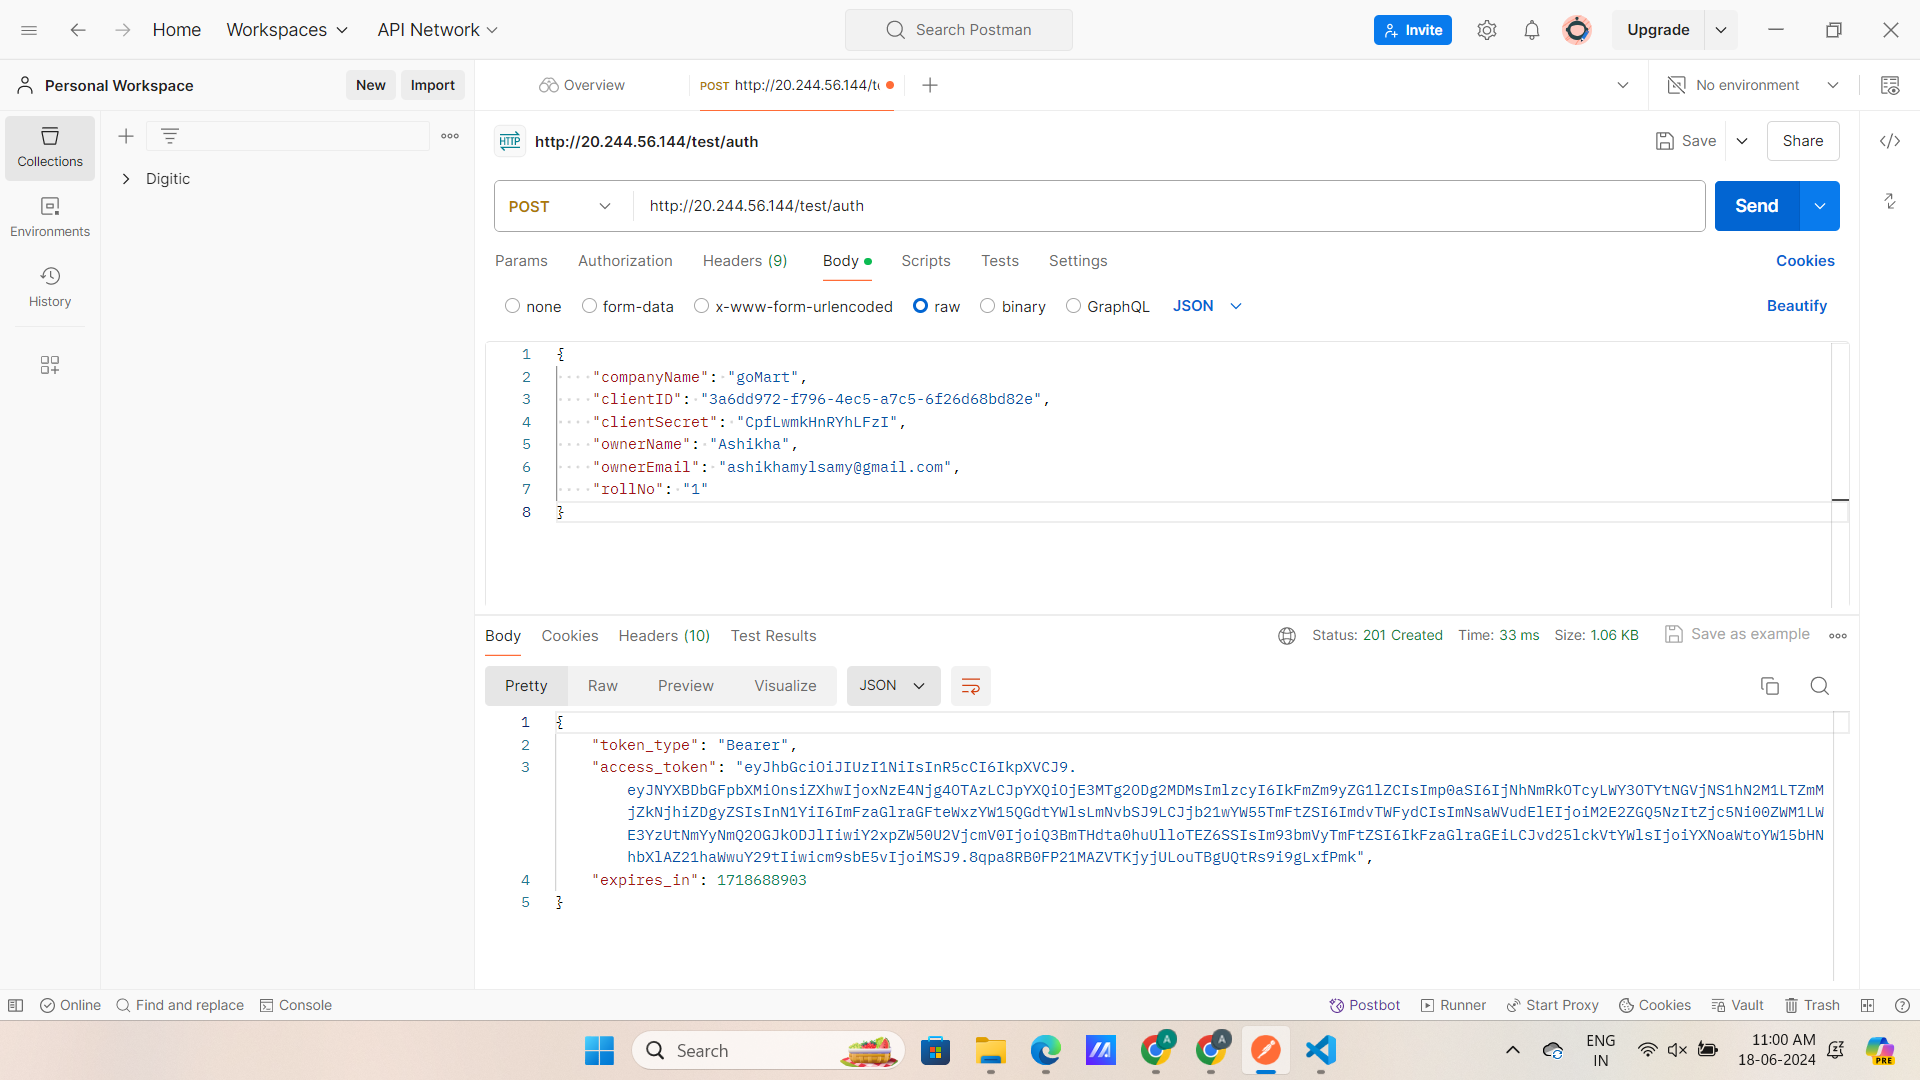 Home Workspaces API Network Search Postman Invite Upgrade
Personal Workspace New Import Overview POST http://20.244.56.144/t No environment
Collections
Environments
History
Digitic
HTTP http://20.244.56.144/test/auth Save Share
POST http://20.244.56.144/test/auth Send
Params Authorization Headers (9) Body Scripts Tests Settings Cookies
none form-data x-www-form-urlencoded raw binary GraphQL JSON Beautify
1 {
2 "companyName": "goMart",
3 "clientID": "3a6dd972-f796-4ec5-a7c5-6f26d68bd82e",
4 "clientSecret": "CpfLwmkHnRYhLFzI",
5 "ownerName": "Ashikha",
6 "ownerEmail": "ashikhamylsamy@gmail.com",
7 "rollNo": "1"
8 }
Body Cookies Headers (10) Test Results Status: 201 Created Time: 33 ms Size: 1.06 KB Save as example
Pretty Raw Preview Visualize JSON
1 {
2 "token_type": "Bearer",
3 "access_token": "eyJhbGciOiJIUzI1NiIsInR5cCI6IkpXVCJ9.
eyJNYXBDbGFpbXMiOnsiZXhwIjoxNzE4Njg4OTAzLCJpYXQiOjE3MTg2ODg2MDMsImlzcyI6IkFmZm9yZG1lZCIsImp0aSI6IjNhNmRkOTcyLWY3OTYtNGVjNS1hN2M1LTZmM
jZkNjhiZDgyZSIsInN1YiI6ImFzaGlraGFteWxzYW15QGdtYWlsLmNvbSJ9LCJjb21wYW55TmFtZSI6ImdvTWFydCIsImNsaWVudElEIjoiM2E2ZGQ5NzItZjc5Ni00ZWM1LW
E3YzUtNmYyNmQ2OGJkODJlIiwiY2xpZW50U2VjcmV0IjoiQ3BmTHdta0huUlloTEZ6SSIsIm93bmVyTmFtZSI6IkFzaGlraGEiLCJvd25lckVtYWlsIjoiYXNoaWtoYW15bHN
hbXlAZ21haWwuY29tIiwicm9sbE5vIjoiMSJ9.8qpa8RB0FP21MAZVTKjyjULouTBgUQtRs9i9gLxfPmk",
4 "expires_in": 1718688903
5 }
Online Find and replace Console Postbot Runner Start Proxy Cookies Vault Trash
Search ENG
IN 11:00 AM
18-06-2024 PRE